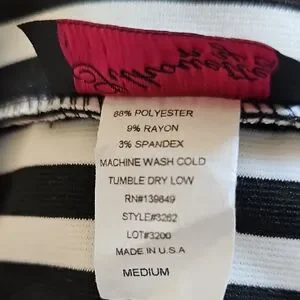 88% POLYESTER
9% RAYON
3% SPANDEX
MACHINE WASH COLD
TUMBLE DRY LOW
RN#139849
STYLE#3262
LOT#3200
MADE IN U.S.A
MEDIUM